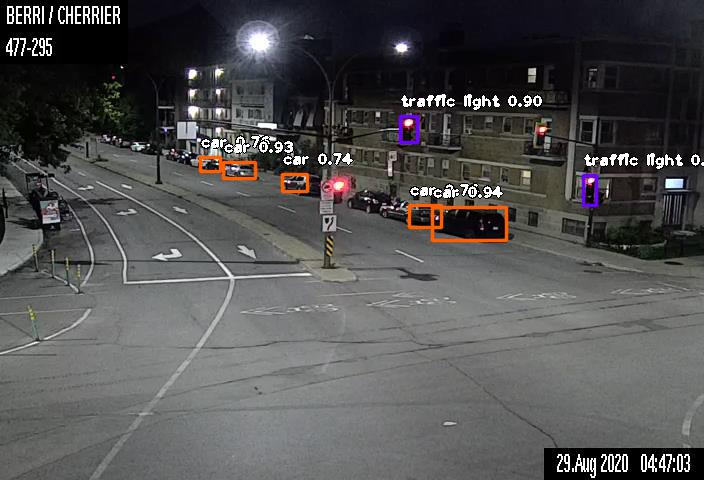 BERRI / CHERRIER
477-295
traffic light 0.90
car 0.93
traffic light 0.
car 0.74
0.94
29.Aug 2020 04:47:03